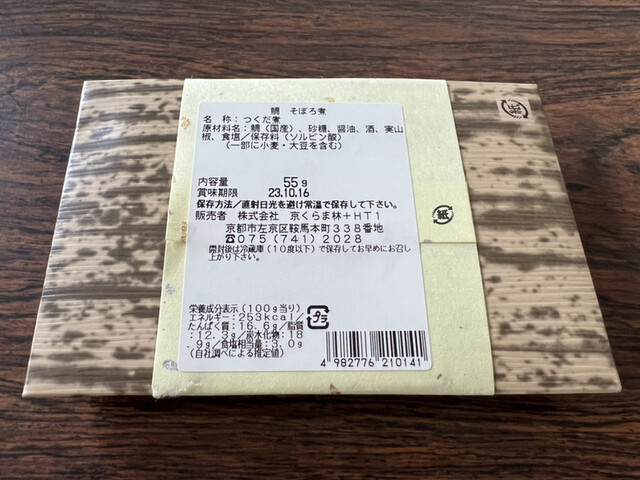 鯛 そぼろ煮
名 称:つくだ煮
原材料名:鯛(国産)、砂糖、醤油、酒、実山
椒、食塩/保存料(ソルビン酸)
(一部に小麦・大豆を含む)
内容量 55g
賞味期限 23.10.16
保存方法/直射日光を避け常温で保存して下さい。
販売者 株式会社 京くらま林+HT1
京都市左京区鞍馬本町338番地
☎075(741)2028
開封後は冷蔵庫(10度以下)で保存してお早めにお召し
上がり下さい。
栄養成分表示(100g当り)
エネルギー:253kcal/
たんぱく質:16.6g/脂質
:12.3g/炭水化物:18
.9g/食塩相当量:3.0g
(自社調べによる推定値)
プラ
4 982776 210141
紙
紙